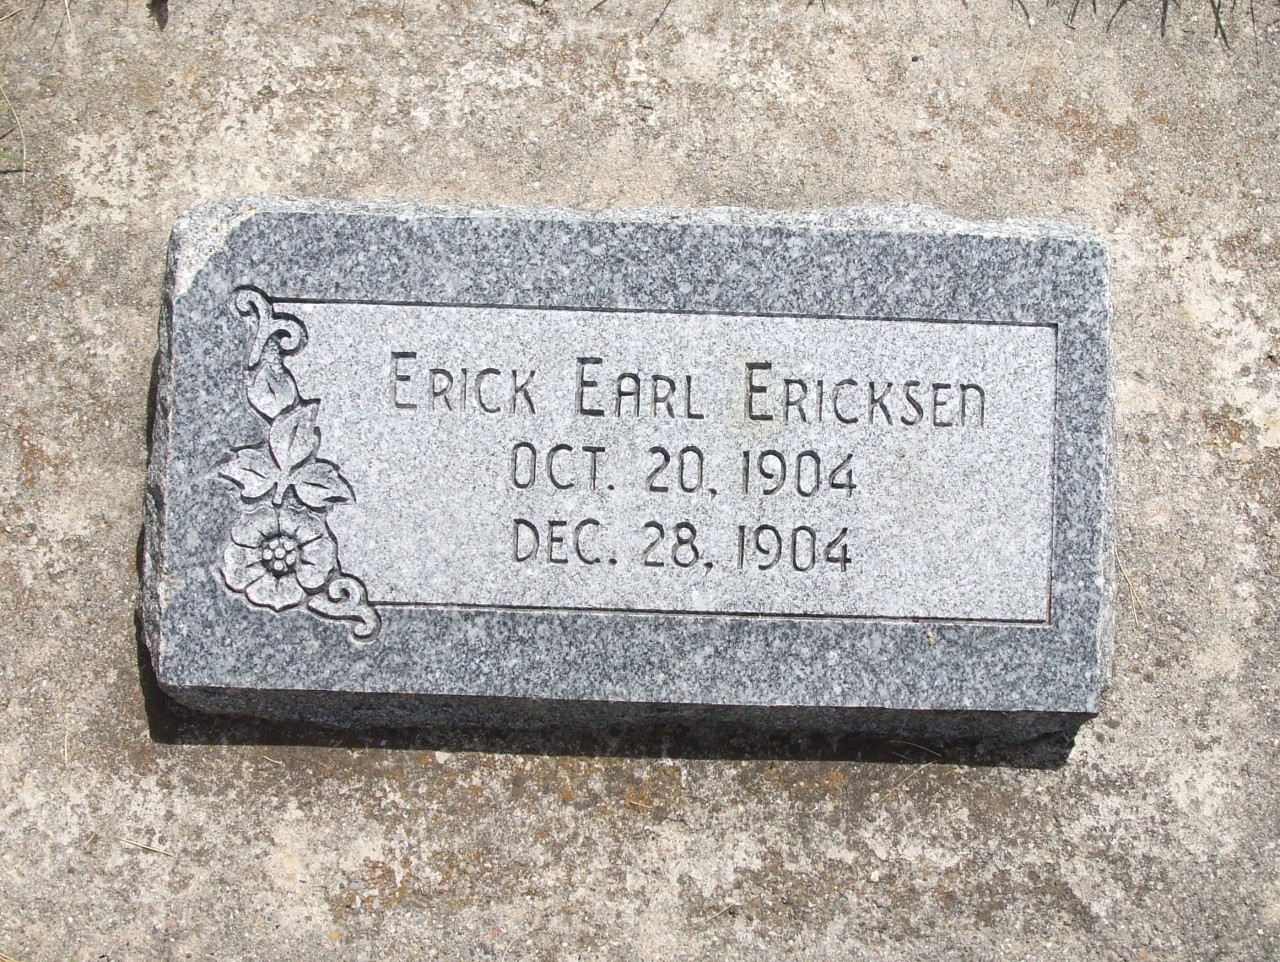 Erick Earl Ericksen
Oct. 20, 1904
Dec. 28, 1904